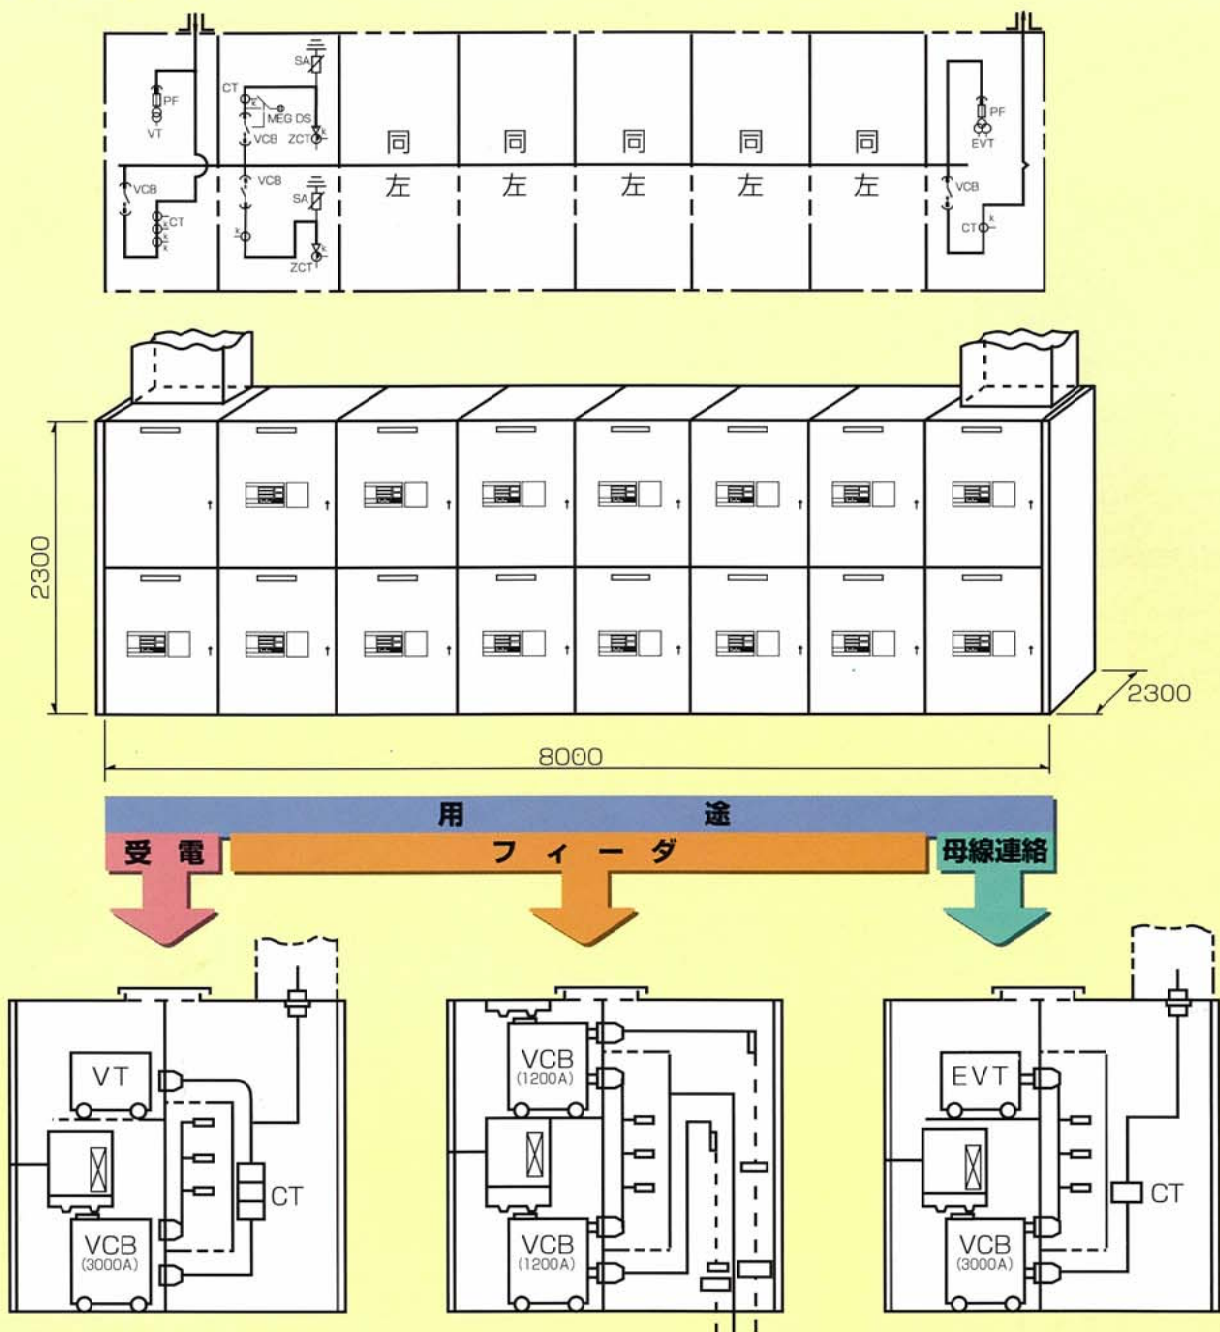 SA
CT
k
PF
VT
MEG DS
VCB
ZCT
k
同 同 同 同 同
PF
EVT
VCB
VCB
SA
左 左 左 左 左
VCB
CT
k
k
k
k
ZCT
k
k
CT
2300
2300
8000
用途
受電
フィーダ
母線連絡
VT
CT
VCB
(3000A)
VCB
(1200A)
VCB
(1200A)
EVT
CT
VCB
(3000A)